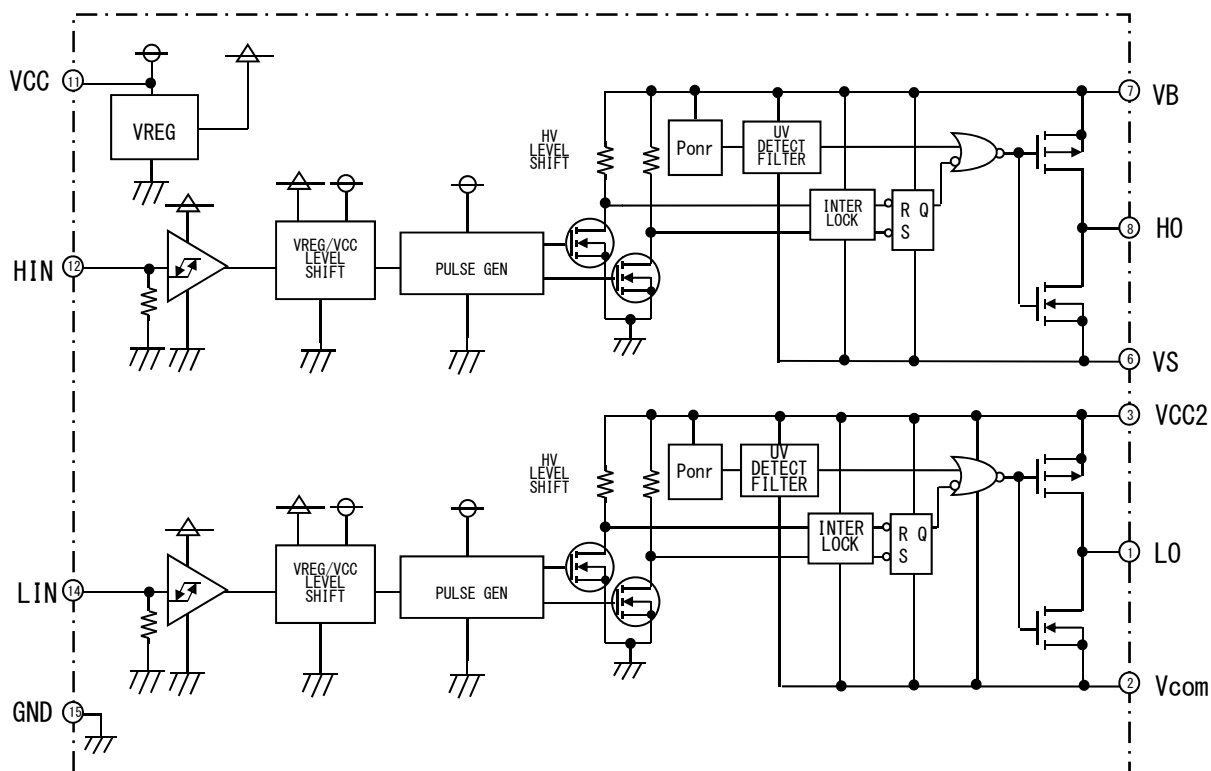 VCC
11
VREG
HIN
12
VREG/VCC
LEVEL
SHIFT
PULSE GEN
HV
LEVEL
SHIFT
Ponr
UV
DETECT
FILTER
INTER
LOCK
R Q
S
7
VB
8
HO
6
VS
LIN
14
VREG/VCC
LEVEL
SHIFT
PULSE GEN
HV
LEVEL
SHIFT
Ponr
UV
DETECT
FILTER
INTER
LOCK
R Q
S
3
VCC2
1
LO
2
Vcom
GND
15